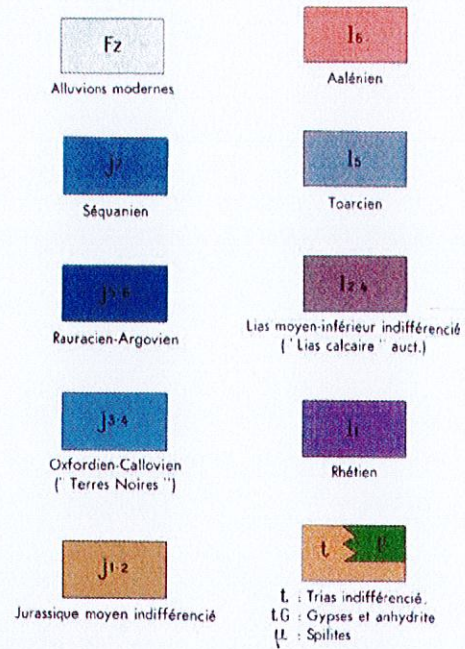 Fz
Alluvions modernes
j7
Séquanien
j5-6
Rauracien-Argovien
j3-4
Oxfordien-Callovien
(" Terres Noires ")
j1-2
Jurassique moyen indifférencié
l6
Aalénien
l5
Toarcien
l2-4
Lias moyen-inférieur indifférencié
(" Lias calcaire " auct.)
l1
Rhétien
t μ
t : Trias indifférencié.
tG : Gypses et anhydrite
μ : Spilites